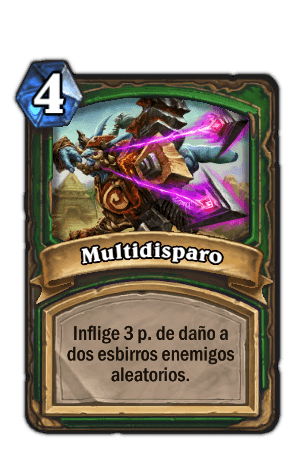 4
Multidisparo
Inflige 3 p. de daño a
dos esbirros enemigos
aleatorios.